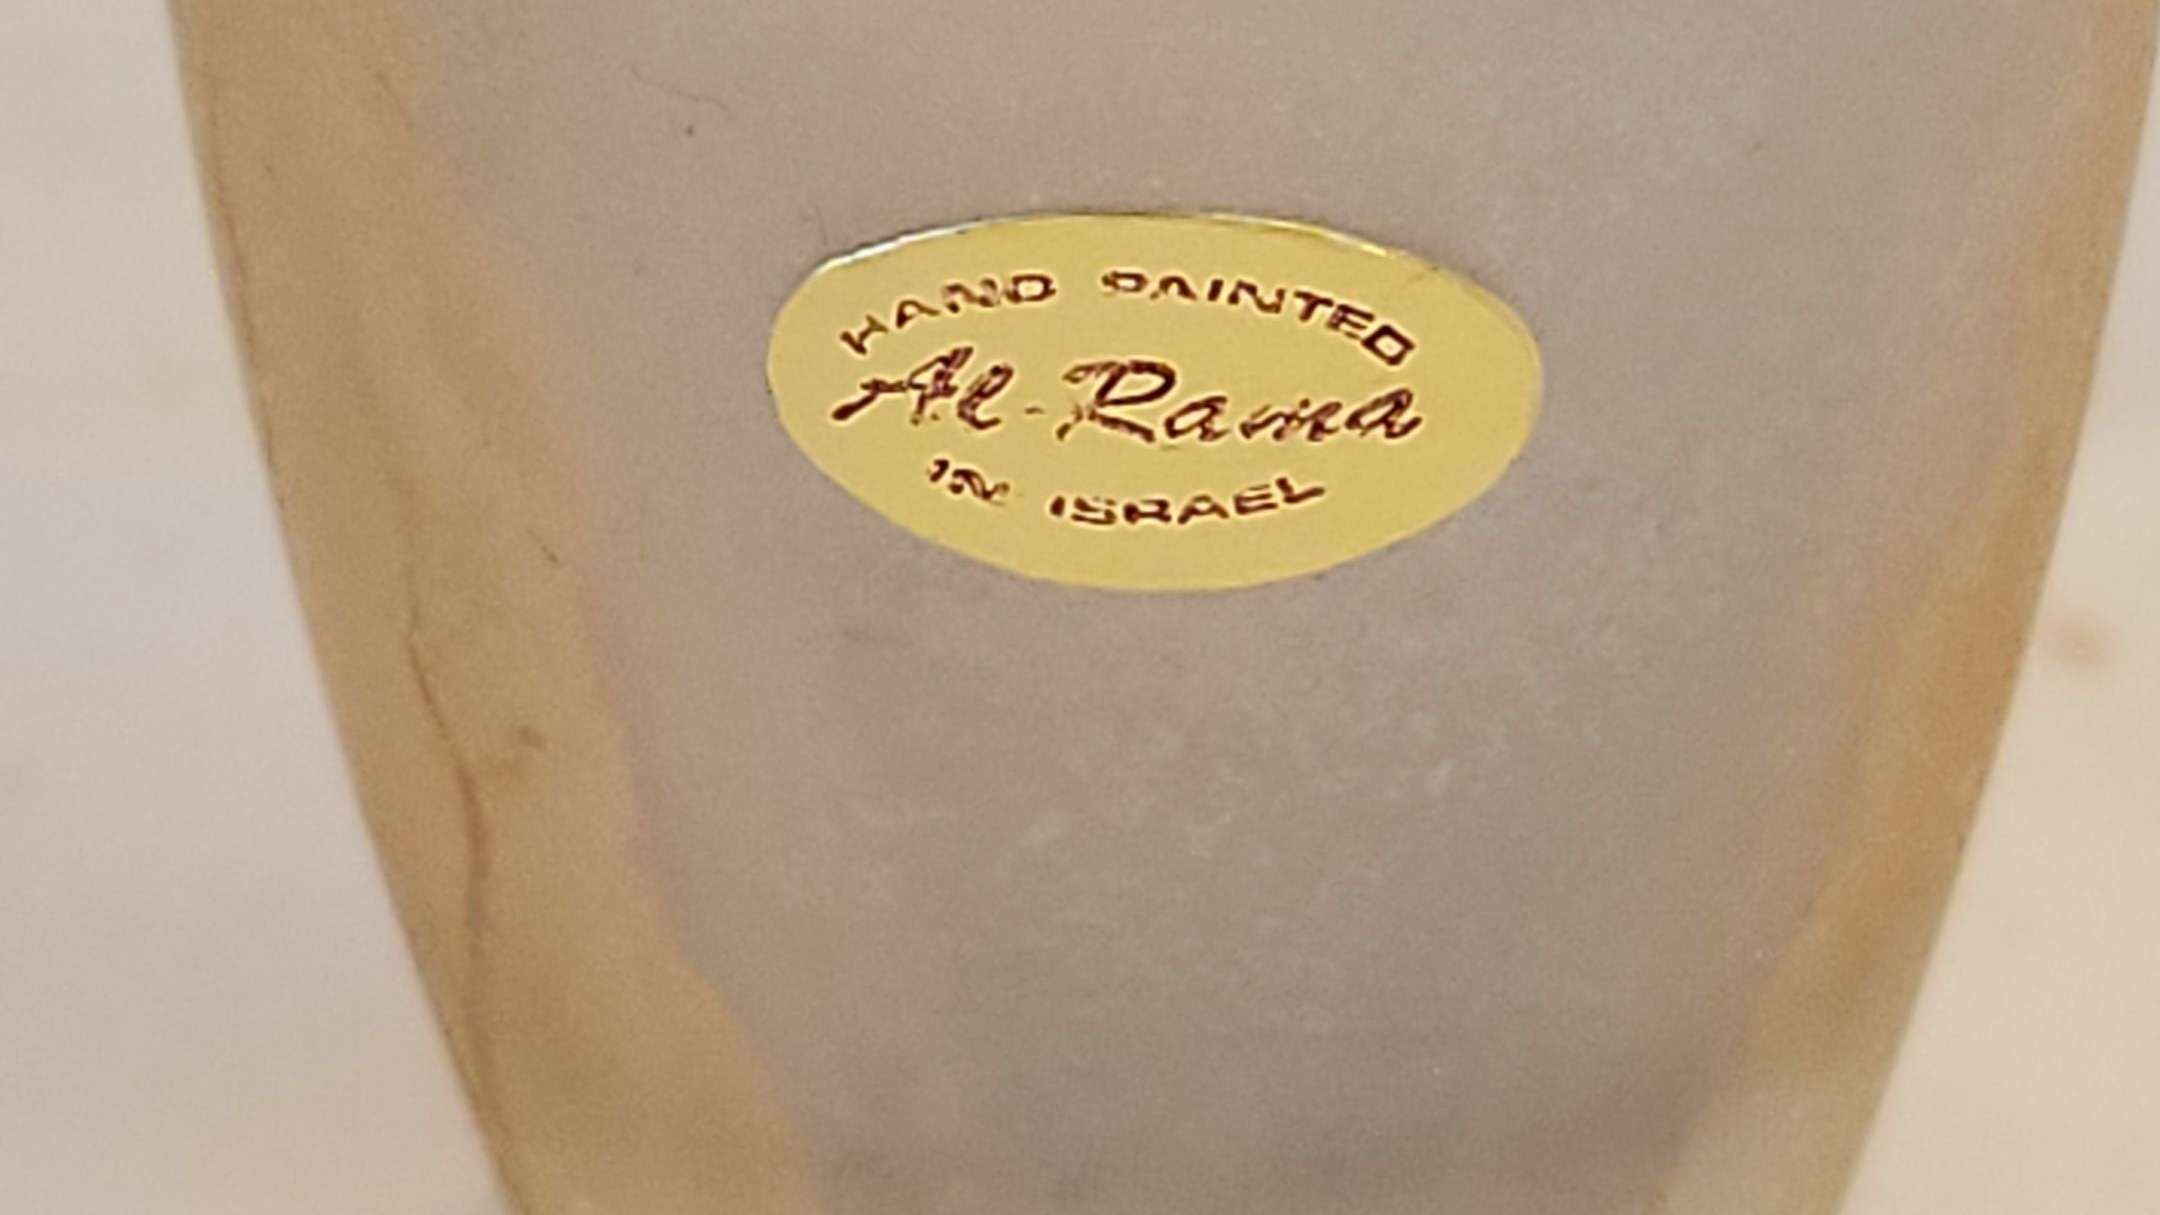 HAND PAINTED
Al-Rama
IN ISRAEL